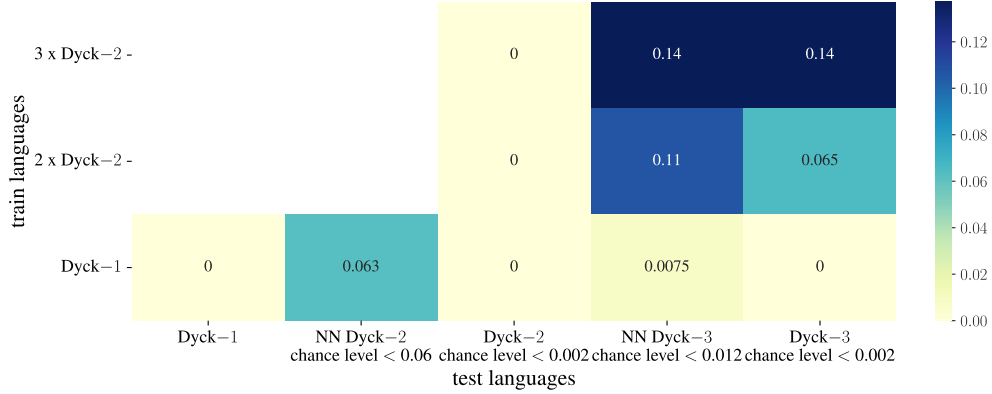 train languages
3 x Dyck−2
0
0.14
0.14
2 x Dyck−2
0
0.11
0.065
Dyck−1
0
0.063
0
0.0075
0
Dyck−1
NN Dyck−2
chance level < 0.06
Dyck−2
chance level < 0.002
NN Dyck−3
chance level < 0.012
Dyck−3
chance level < 0.002
test languages
0.12
0.10
0.08
0.06
0.04
0.02
0.00